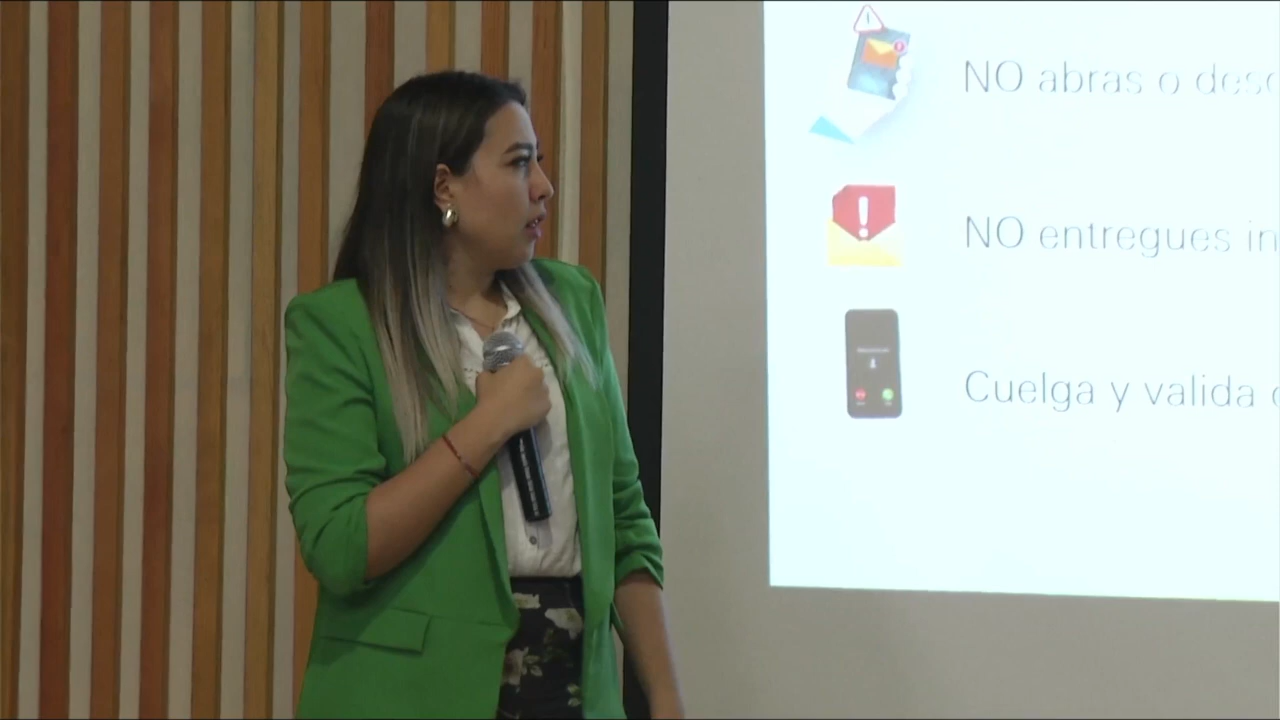 NO abras o desc
NO entregues in
Cuelga y valida